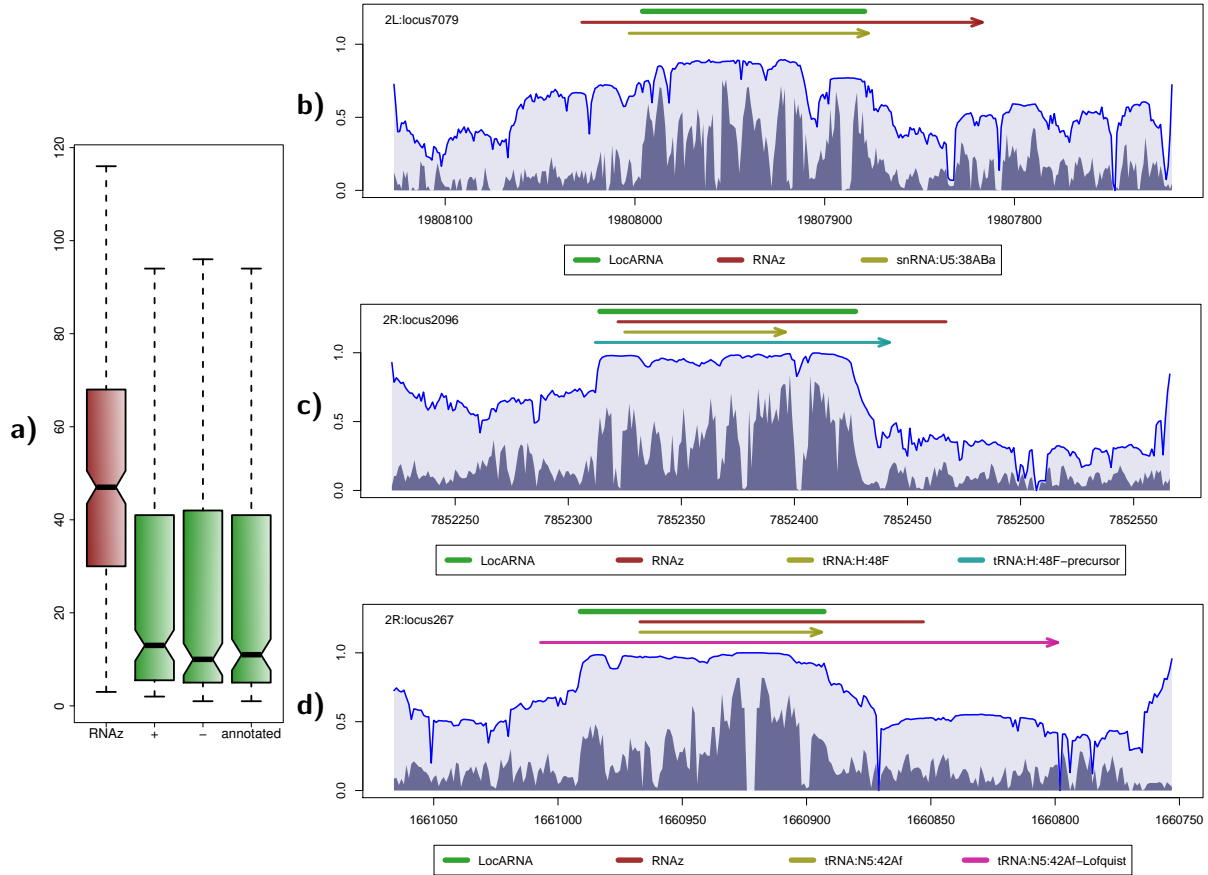 a)
120
100
80
60
40
20
0
RNAz + − annotated
b)
2L:locus7079
1.0
0.5
0.0
19808100 19808000 19807900 19807800
LocARNA RNAz snRNA:U5:38ABa
c)
2R:locus2096
1.0
0.5
0.0
7852250 7852300 7852350 7852400 7852450 7852500 7852550
LocARNA RNAz tRNA:H:48F tRNA:H:48F−precursor
d)
2R:locus267
1.0
0.5
0.0
1661050 1661000 1660950 1660900 1660850 1660800 1660750
LocARNA RNAz tRNA:N5:42Af tRNA:N5:42Af−Lofquist